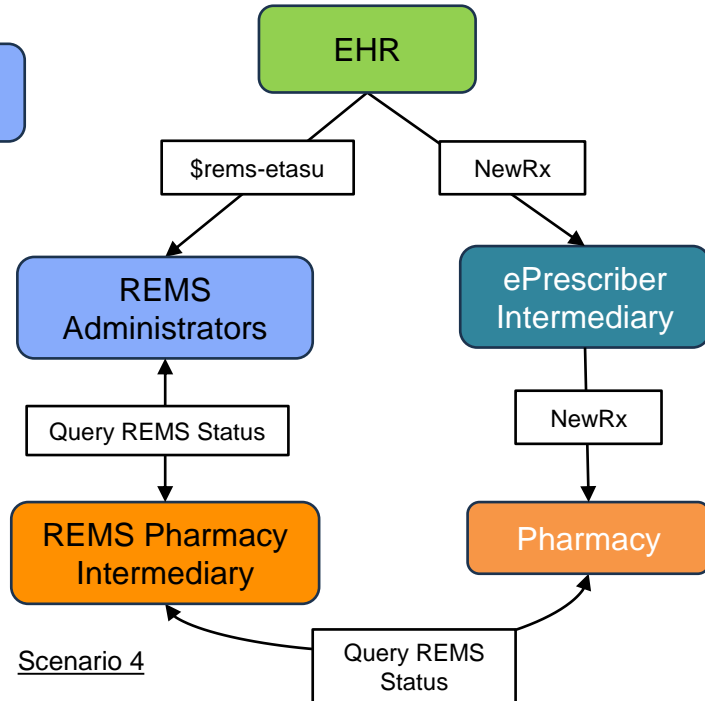 EHR
$rems-etasu
NewRx
REMS
Administrators
ePrescriber
Intermediary
Query REMS Status
NewRx
REMS Pharmacy
Intermediary
Pharmacy
Scenario 4
Query REMS
Status